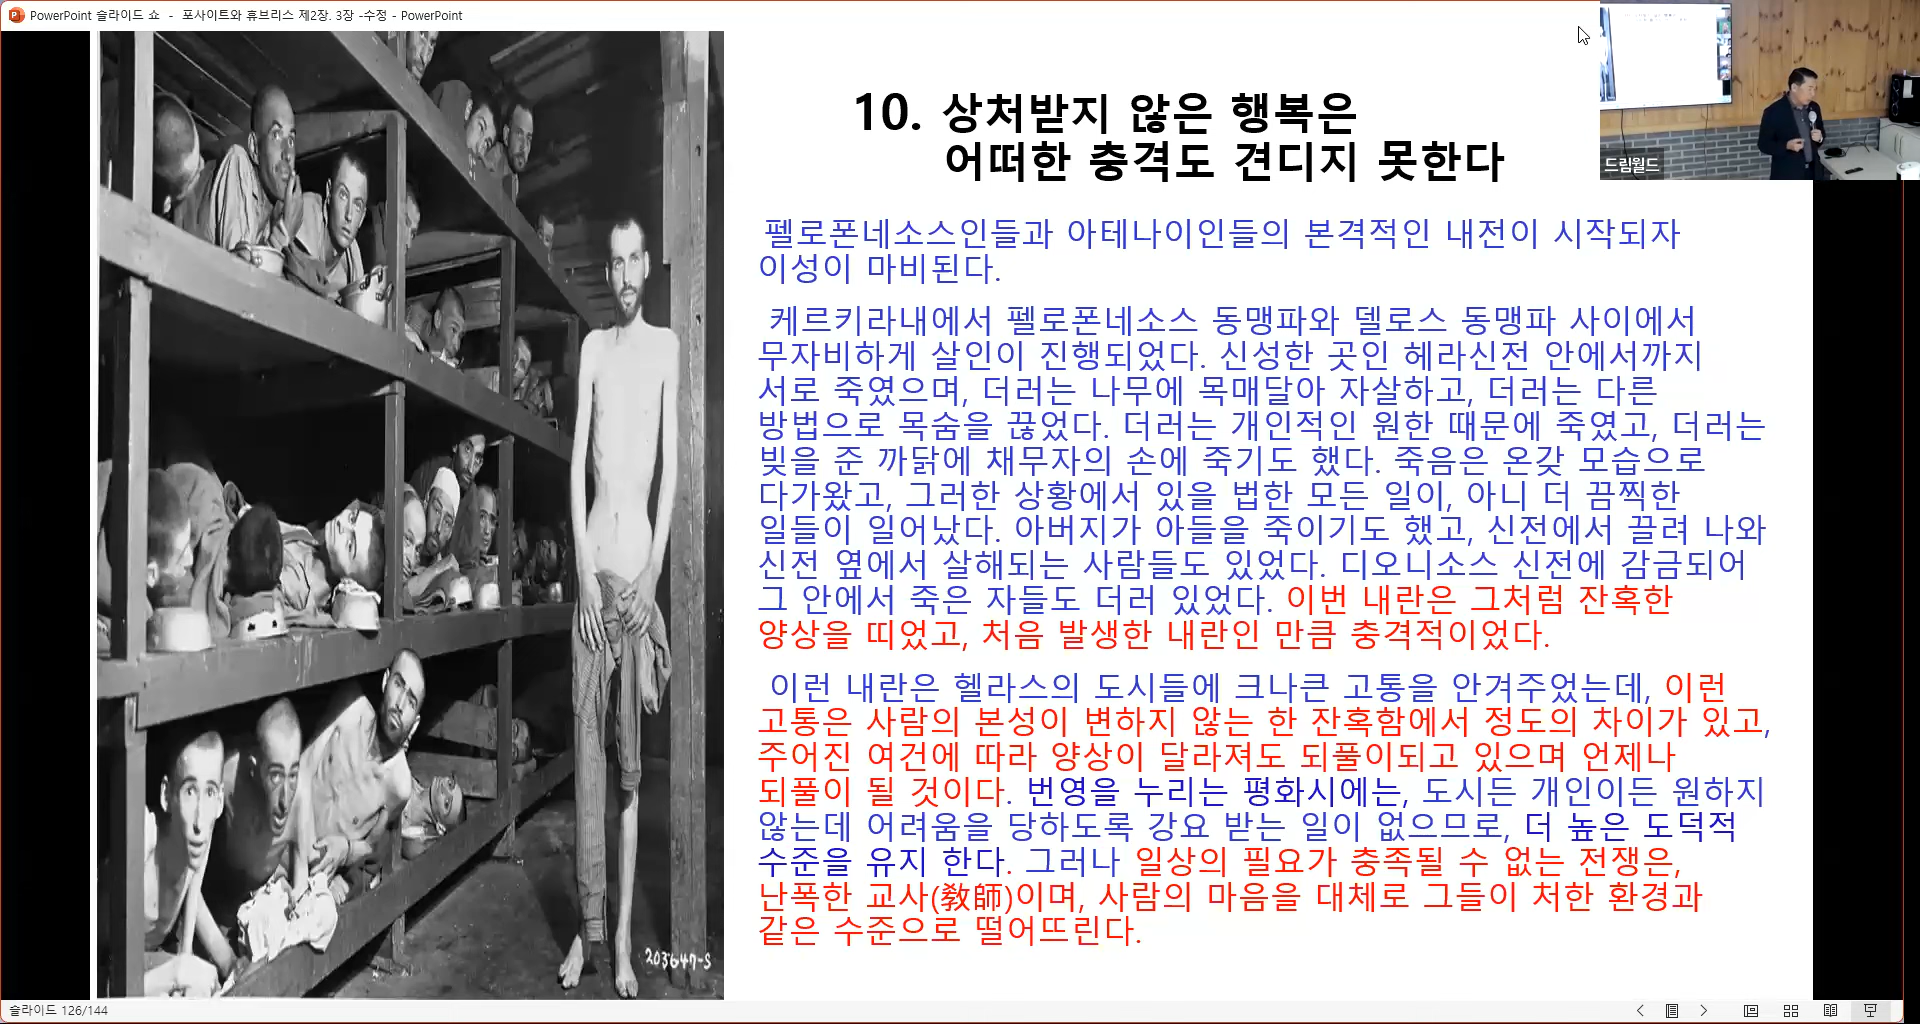 PowerPoint 슬라이드 쇼 - 포사이트와 휴브리스 제2장. 3장 -수정 - PowerPoint
드림월드
10. 상처받지 않은 행복은
어떠한 충격도 견디지 못한다
펠로폰네소스인들과 아테나이인들의 본격적인 내전이 시작되자
이성이 마비된다.
케르키라내에서 펠로폰네소스 동맹파와 델로스 동맹파 사이에서
무자비하게 살인이 진행되었다. 신성한 곳인 헤라신전 안에서까지
서로 죽였으며, 더러는 나무에 목매달아 자살하고, 더러는 다른
방법으로 목숨을 끊었다. 더러는 개인적인 원한 때문에 죽였고, 더러는
빚을 준 까닭에 채무자의 손에 죽기도 했다. 죽음은 온갖 모습으로
다가왔고, 그러한 상황에서 있을 법한 모든 일이, 아니 더 끔찍한
일들이 일어났다. 아버지가 아들을 죽이기도 했고, 신전에서 끌려 나와
신전 옆에서 살해되는 사람들도 있었다. 디오니소스 신전에 감금되어
그 안에서 죽은 자들도 더러 있었다. 이번 내란은 그처럼 잔혹한
양상을 띠었고, 처음 발생한 내란인 만큼 충격적이었다.
이런 내란은 헬라스의 도시들에 크나큰 고통을 안겨주었는데, 이런
고통은 사람의 본성이 변하지 않는 한 잔혹함에서 정도의 차이가 있고,
주어진 여건에 따라 양상이 달라져도 되풀이되고 있으며 언제나
되풀이 될 것이다. 번영을 누리는 평화시에는, 도시든 개인이든 원하지
않는데 어려움을 당하도록 강요 받는 일이 없으므로, 더 높은 도덕적
수준을 유지 한다. 그러나 일상의 필요가 충족될 수 없는 전쟁은,
난폭한 교사(敎師)이며, 사람의 마음을 대체로 그들이 처한 환경과
같은 수준으로 떨어뜨린다.
203647-S
슬라이드 126/144